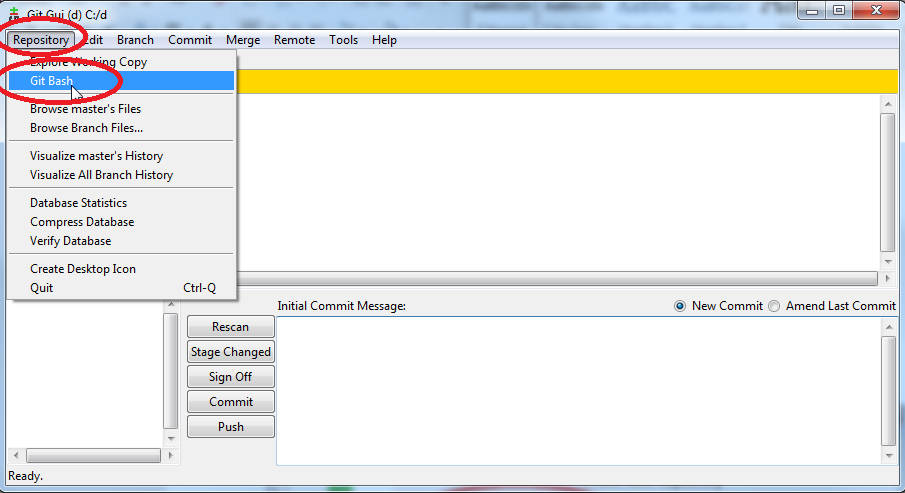 Git Gui (d) C:/d
Repository Edit Branch Commit Merge Remote Tools Help
Explore Working Copy
Git Bash
Browse master's Files
Browse Branch Files...
Visualize master's History
Visualize All Branch History
Database Statistics
Compress Database
Verify Database
Create Desktop Icon
Quit Ctrl-Q
Initial Commit Message: New Commit Amend Last Commit
Rescan
Stage Changed
Sign Off
Commit
Push
Ready.